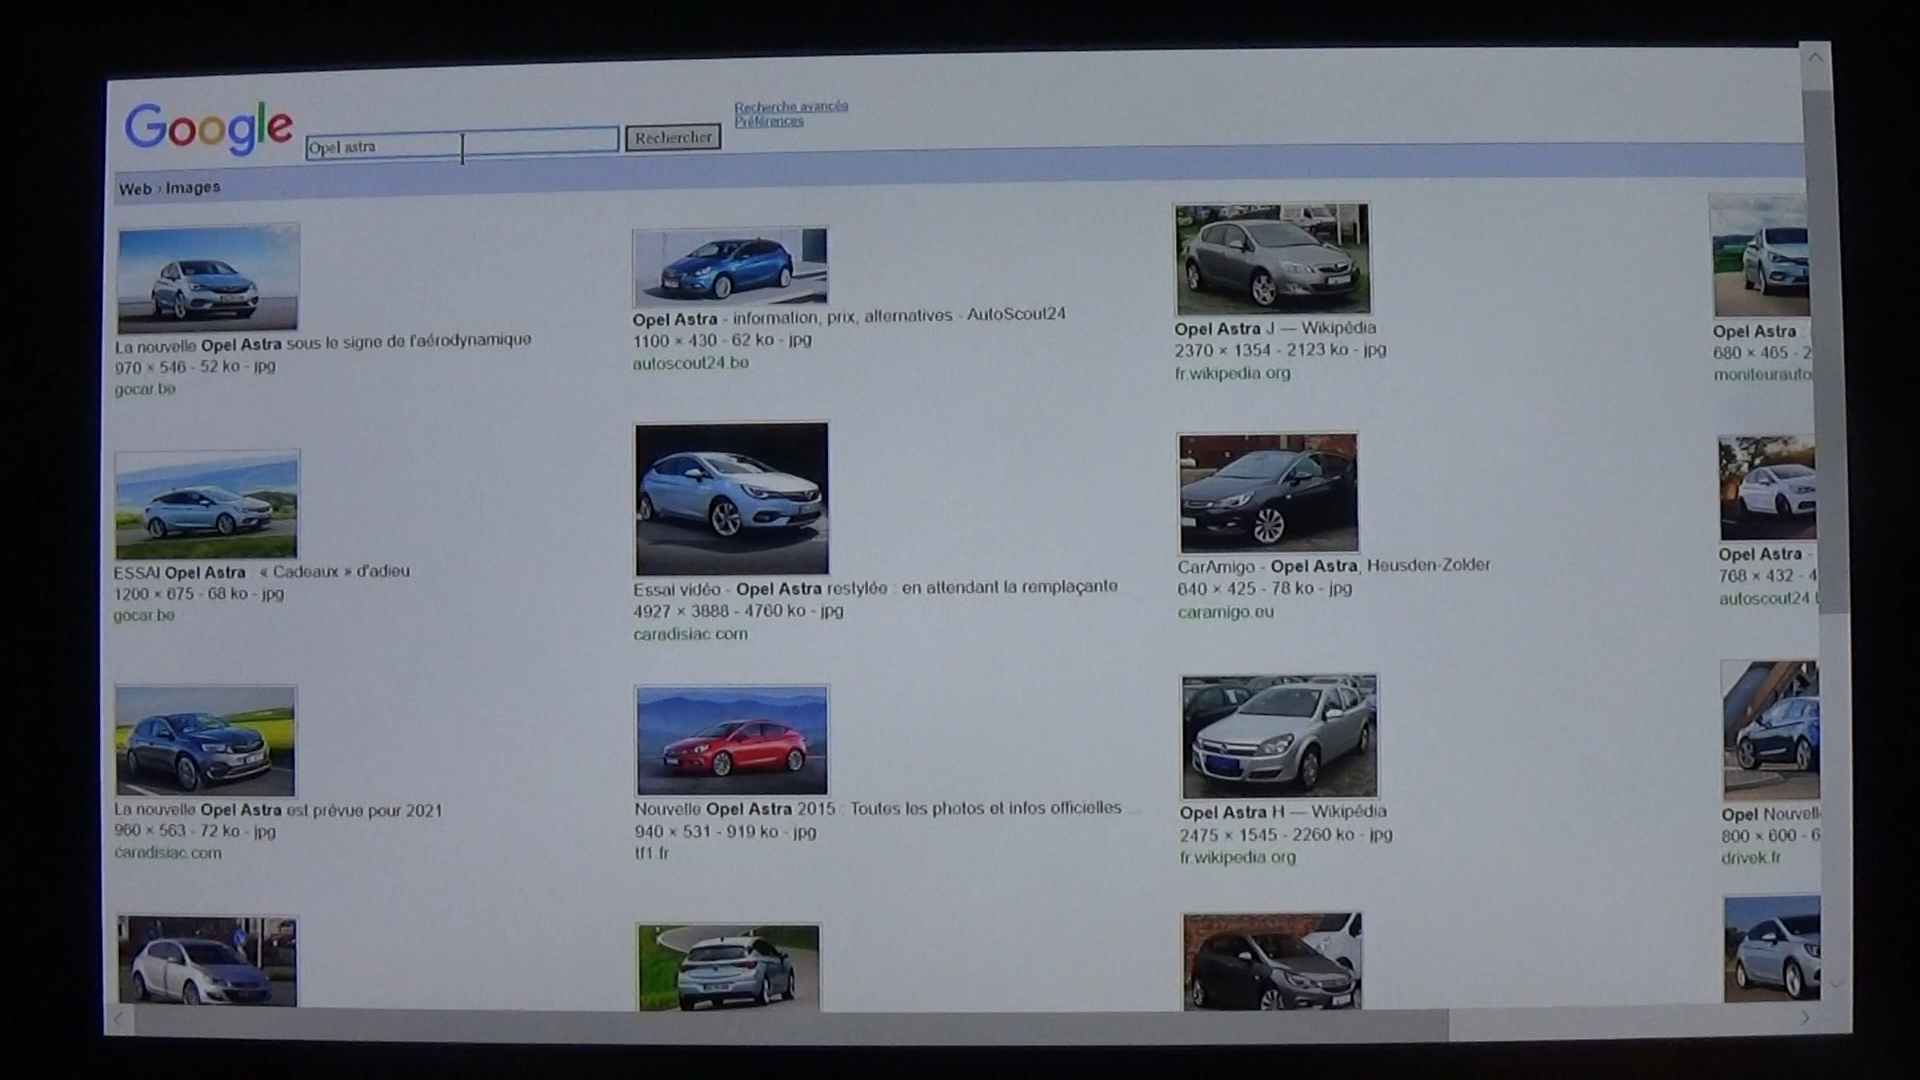 Google
Opel astra
Rechercher
Recherche avancée
Préférences
Web › Images
La nouvelle Opel Astra sous le signe de l'aérodynamique
970 × 546 - 52 ko - jpg
gocar.be
Opel Astra - information, prix, alternatives - AutoScout24
1100 × 430 - 62 ko - jpg
autoscout24.be
Opel Astra J — Wikipédia
2370 × 1354 - 2123 ko - jpg
fr.wikipedia.org
Opel Astra
680 × 465 - 2
moniteurauto
ESSAI Opel Astra : « Cadeaux » d'adieu
1200 × 675 - 68 ko - jpg
gocar.be
Essai vidéo - Opel Astra restylée : en attendant la remplaçante
4927 × 3888 - 4760 ko - jpg
caradisiac.com
CarAmigo - Opel Astra, Heusden-Zolder
640 × 425 - 78 ko - jpg
caramigo.eu
Opel Astra -
768 × 432 - 4
autoscout24.
La nouvelle Opel Astra est prévue pour 2021
960 × 563 - 72 ko - jpg
caradisiac.com
Nouvelle Opel Astra 2015 : Toutes les photos et infos officielles ...
940 × 531 - 919 ko - jpg
tf1.fr
Opel Astra H — Wikipédia
2475 × 1545 - 2260 ko - jpg
fr.wikipedia.org
Opel Nouvell
800 × 600 - 6
drivek.fr